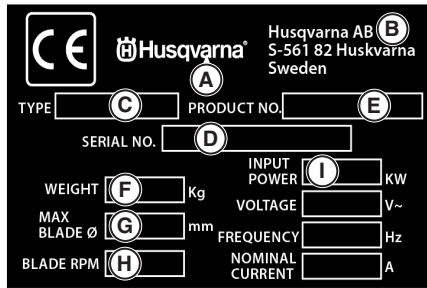 CE
Husqvarna®
A
Husqvarna AB B
S-561 82 Huskvarna
Sweden
TYPE C
PRODUCT NO. E
SERIAL NO. D
WEIGHT F Kg
MAX
BLADE Ø G mm
BLADE RPM H
INPUT
POWER I KW
VOLTAGE V~
FREQUENCY Hz
NOMINAL
CURRENT A